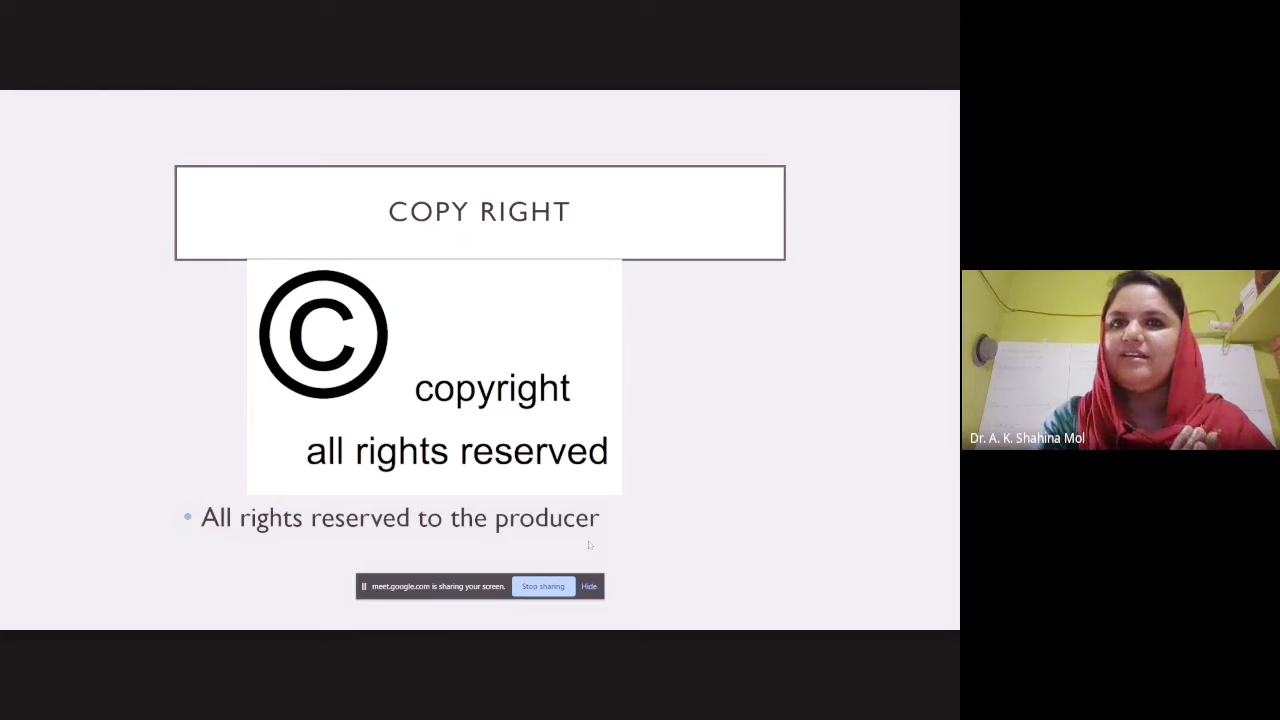 COPY RIGHT
©
copyright
all rights reserved
• All rights reserved to the producer
meet.google.com is sharing your screen. Stop sharing Hide
Dr. A. K. Shahina Mol